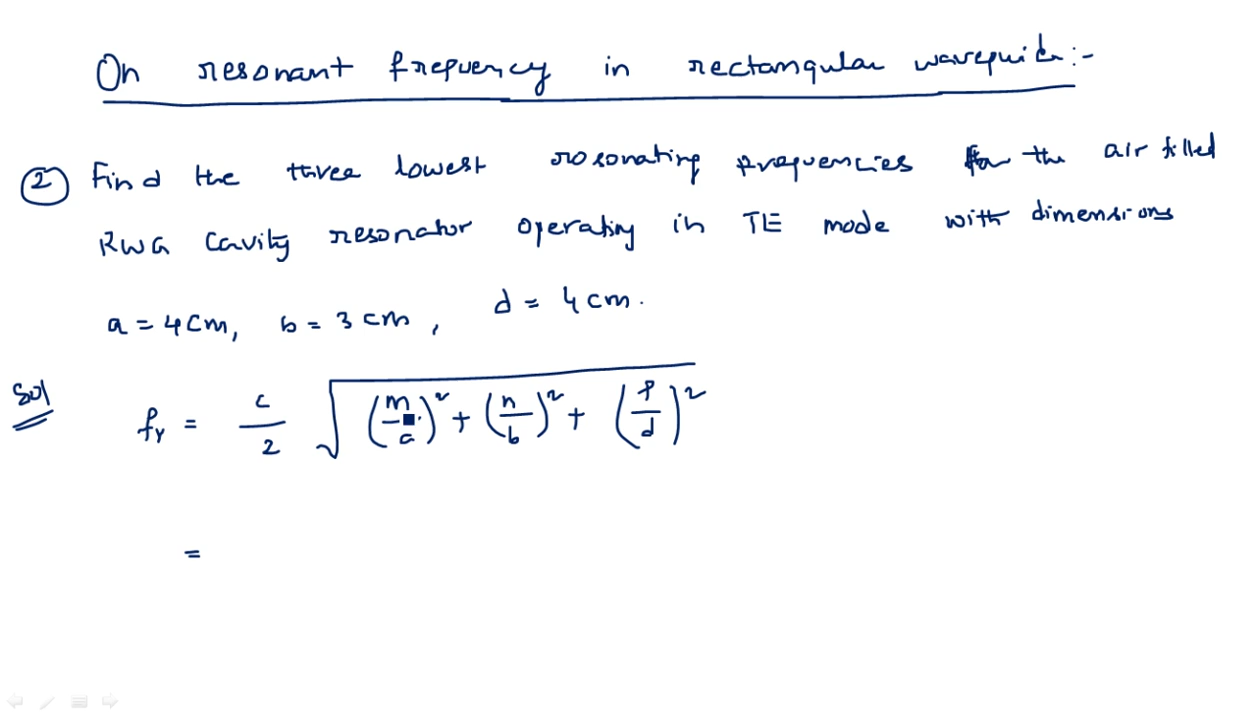 On resonant frequency in rectangular waveguide:-
② Find the three lowest resonating frequencies for the air filled
RWG Cavity resonator operating in TE mode with dimensions
a = 4cm, b = 3 cm, d = 4 cm.
Sol
fr = c/2 √((m/a)² + (n/b)² + (p/d)²)
=